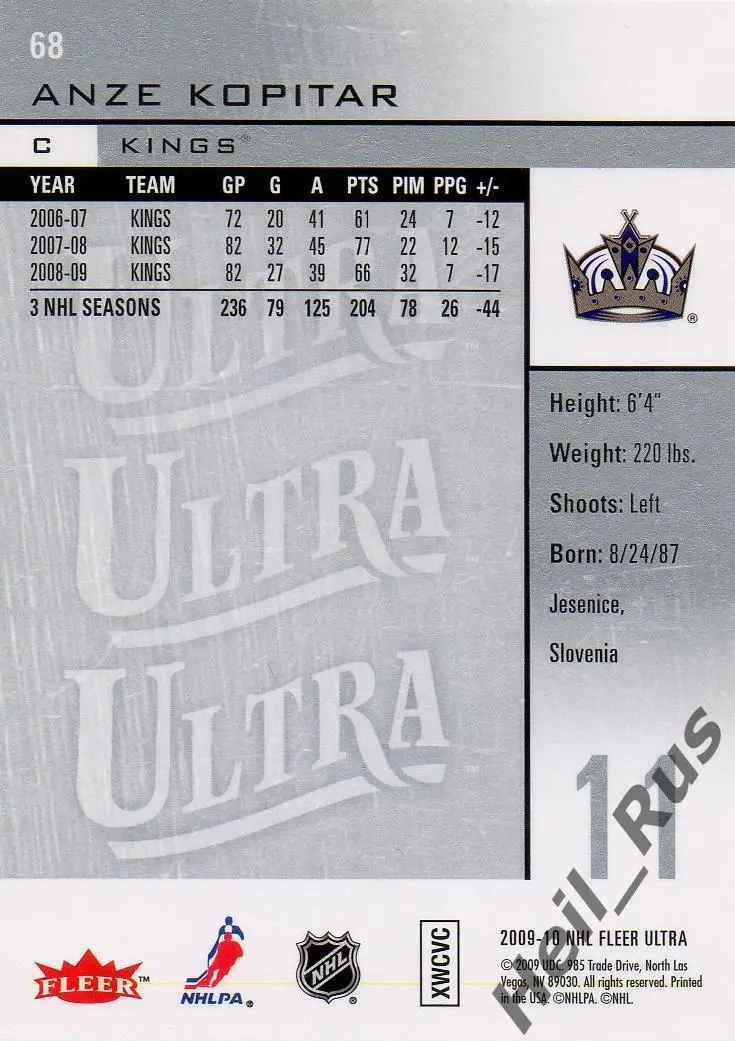 68
ANZE KOPITAR
C KINGS®
YEAR TEAM GP G A PTS PIM PPG +/-
2006-07 KINGS 72 20 41 61 24 7 -12
2007-08 KINGS 82 32 45 77 22 12 -15
2008-09 KINGS 82 27 39 66 32 7 -17
3 NHL SEASONS 236 79 125 204 78 26 -44
®
Height: 6'4"
Weight: 220 lbs.
Shoots: Left
Born: 8/24/87
Jesenice,
Slovenia
ULTRA
ULTRA
ULTRA
11
Heil_Rus
FLEER™
NHLPA®
NHL®
XWCVC
2009-10 NHL FLEER ULTRA
© 2009 UDC. 985 Trade Drive, North Las
Vegas, NV 89030. All rights reserved. Printed
in the USA. ©NHLPA. ©NHL.